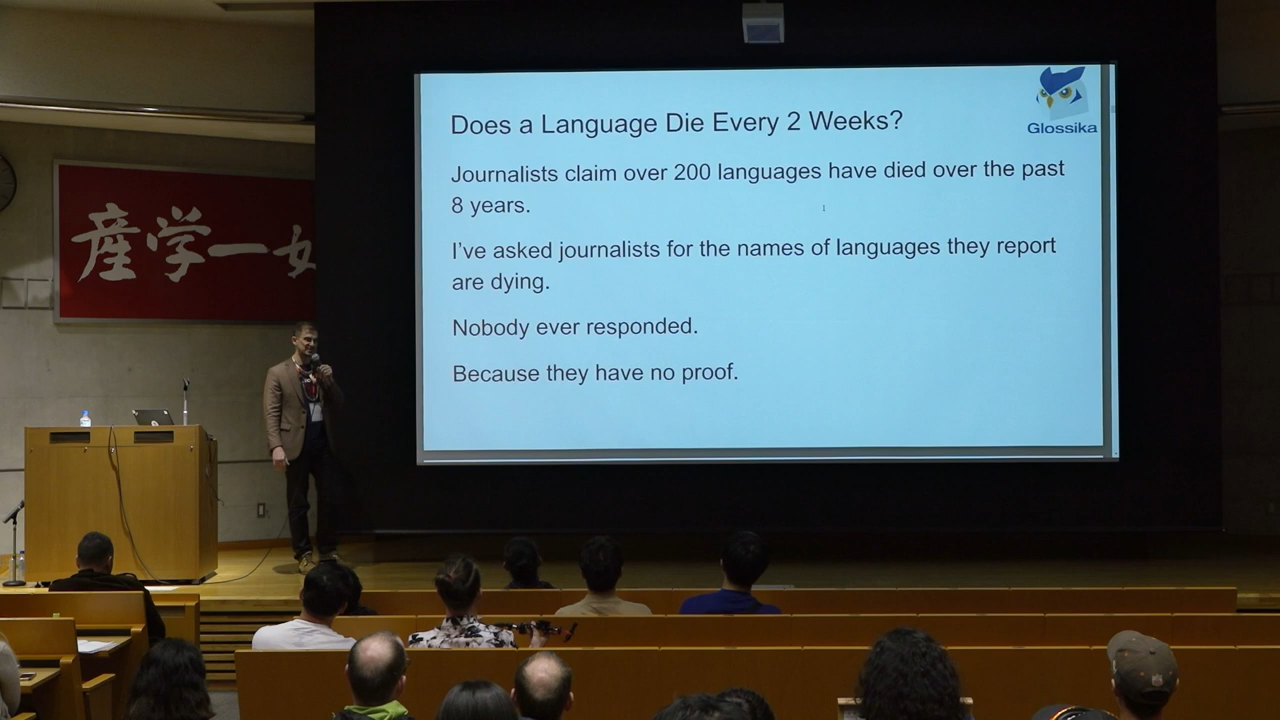 Does a Language Die Every 2 Weeks?
Glossika
Journalists claim over 200 languages have died over the past
8 years.
I've asked journalists for the names of languages they report
are dying.
Nobody ever responded.
Because they have no proof.
産学一